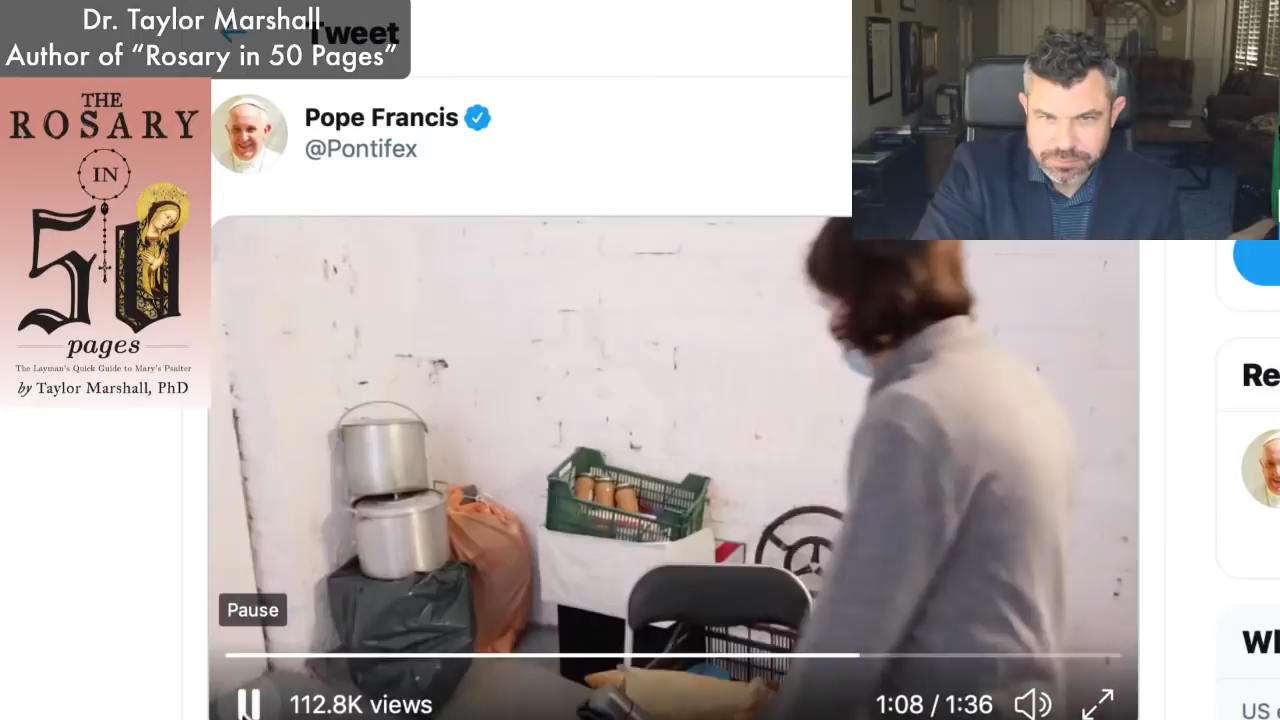 Dr. Taylor Marshall
Author of “Rosary in 50 Pages”
Tweet
THE
ROSARY
IN
50
pages
The Layman's Quick Guide to Mary's Psalter
by Taylor Marshall, PhD
Pope Francis
@Pontifex
Pause
112.8K views
1:08 / 1:36
Re
Wh
US